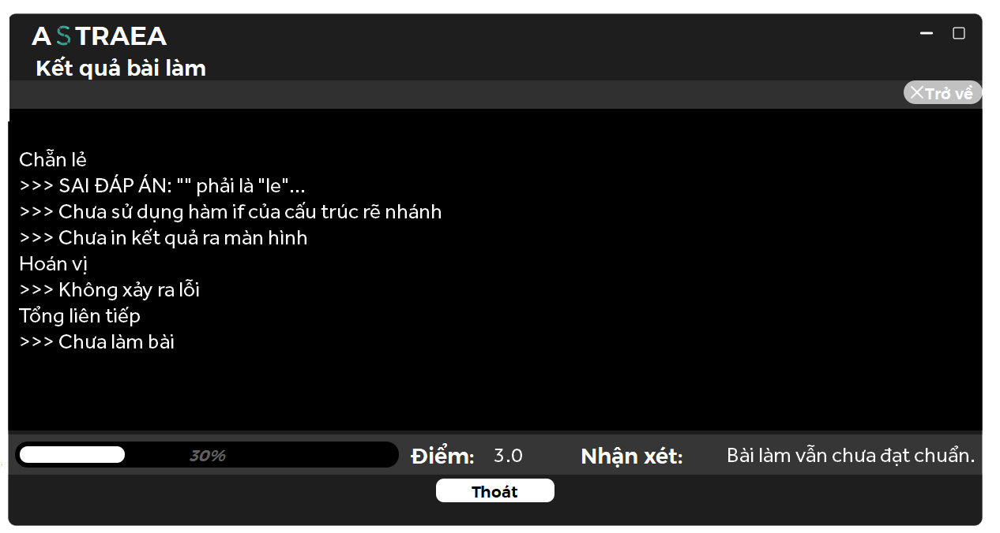 ASTRAEA
Kết quả bài làm
Trở về
Chẵn lẻ
>>> SAI ĐÁP ÁN: "" phải là "le"...
>>> Chưa sử dụng hàm if của cấu trúc rẽ nhánh
>>> Chưa in kết quả ra màn hình
Hoán vị
>>> Không xảy ra lỗi
Tổng liên tiếp
>>> Chưa làm bài
30% Điểm: 3.0 Nhận xét: Bài làm vẫn chưa đạt chuẩn.
Thoát